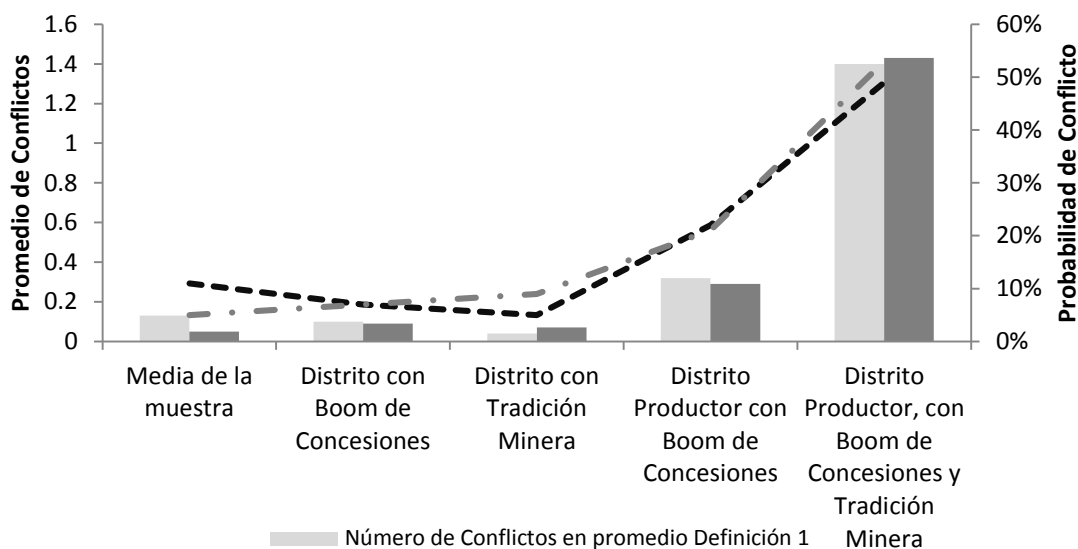 1.6
1.4
1.2
1
0.8
0.6
0.4
0.2
0
Promedio de Conflictos
60%
50%
40%
30%
20%
10%
0%
Probabilidad de Conflicto
Media de la
muestra
Distrito con
Boom de
Concesiones
Distrito con
Tradición
Minera
Distrito
Productor con
Boom de
Concesiones
Distrito
Productor, con
Boom de
Concesiones y
Tradición
Minera
Número de Conflictos en promedio Definición 1